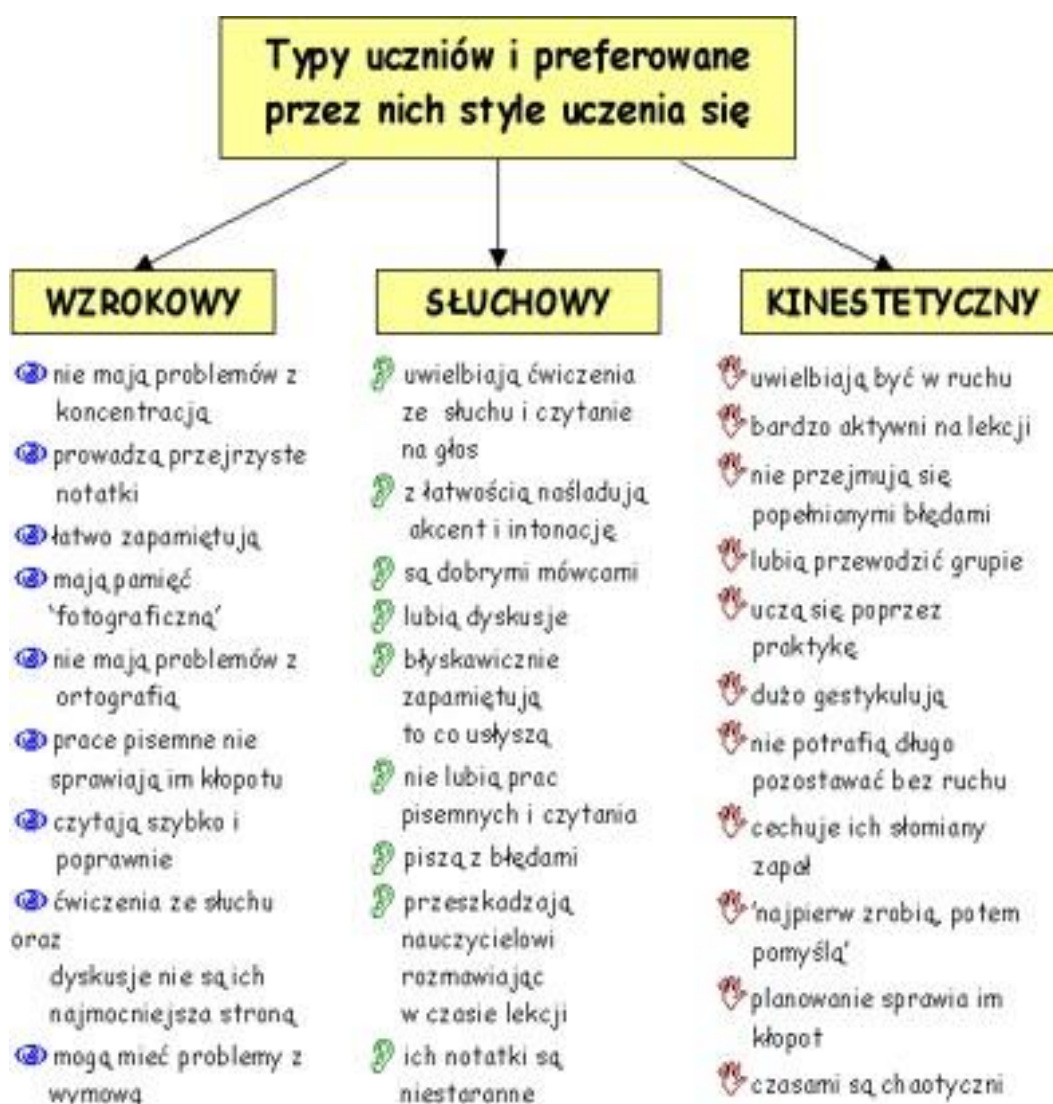 Typy uczniów i preferowane
przez nich style uczenia się
WZROKOWY
nie mają problemów z
koncentracją
prowadzą przejrzyste
notatki
łatwo zapamiętują
mają pamięć
'fotograficzną'
nie mają problemów z
ortografią
prace pisemne nie
sprawiają im kłopotu
czytają szybko i
poprawnie
ćwiczenia ze słuchu
oraz
dyskusje nie są ich
najmocniejsza stroną
mogą mieć problemy z
wymową
SŁUCHOWY
uwielbiają ćwiczenia
ze słuchu i czytanie
na głos
z łatwością naśladują
akcent i intonację
są dobrymi mówcami
lubią dyskusje
błyskawicznie
zapamiętują
to co usłyszą
nie lubią prac
pisemnych i czytania
piszą z błędami
przeszkadzają
nauczycielowi
rozmawiając
w czasie lekcji
ich notatki są
niestaranne
KINESTETYCZNY
uwielbiają być w ruchu
bardzo aktywni na lekcji
nie przejmują się
popełnianymi błędami
lubią przewodzić grupie
uczą się poprzez
praktykę
dużo gestykulują
nie potrafią długo
pozostawać bez ruchu
cechuje ich słomiany
zapał
'najpierw zrobią, potem
pomyślą'
planowanie sprawia im
kłopot
czasami są chaotyczni